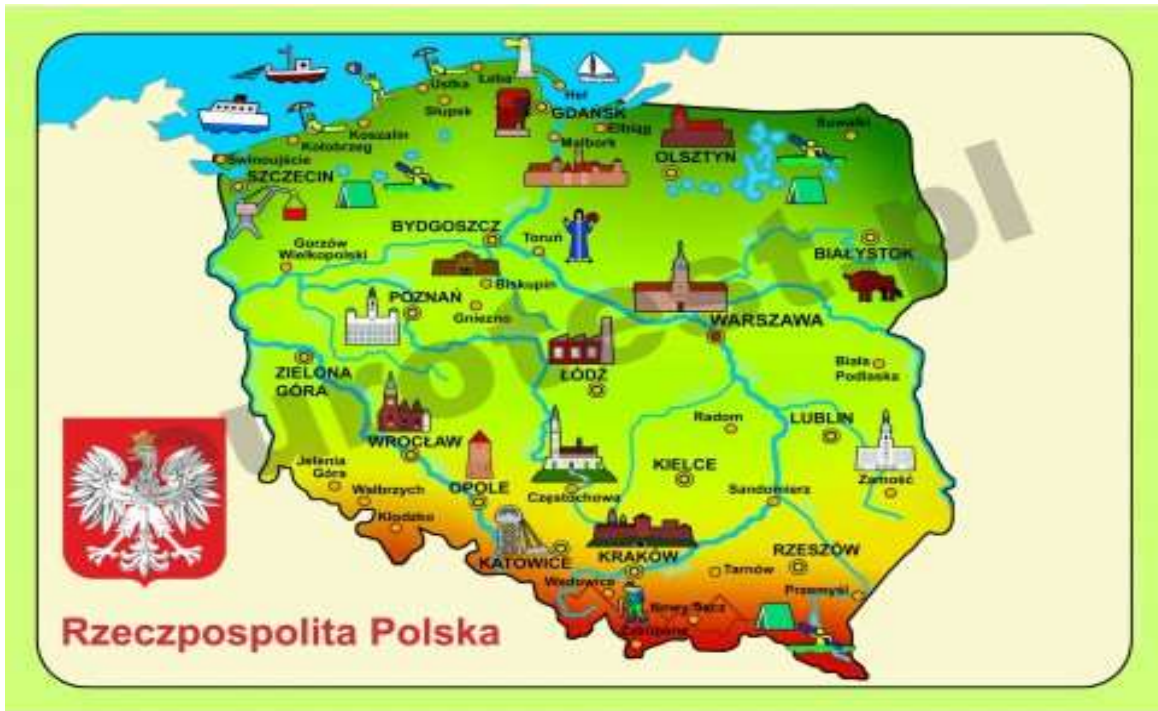 Łeba
Hel
Ustka
Słupsk
GDAŃSK
Elbląg
Suwałki
Koszalin
Kołobrzeg
Malbork
OLSZTYN
Świnoujście
SZCZECIN
BYDGOSZCZ
Toruń
BIAŁYSTOK
Gorzów
Wielkopolski
Biskupin
POZNAŃ
Gniezno
WARSZAWA
ZIELONA
GÓRA
ŁÓDŹ
Biała
Podlaska
Radom
LUBLIN
WROCŁAW
Jelenia
Góra
KIELCE
Wałbrzych
OPOLE
Częstochowa
Sandomierz
Zamość
Kłodzko
KATOWICE
KRAKÓW
RZESZÓW
Tarnów
Wadowice
Przemyśl
Nowy Sącz
Zakopane
Rzeczpospolita Polska